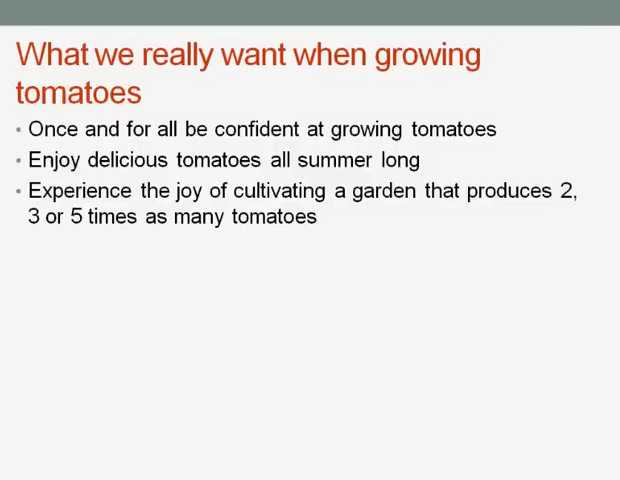 What we really want when growing
tomatoes
• Once and for all be confident at growing tomatoes
• Enjoy delicious tomatoes all summer long
• Experience the joy of cultivating a garden that produces 2,
3 or 5 times as many tomatoes